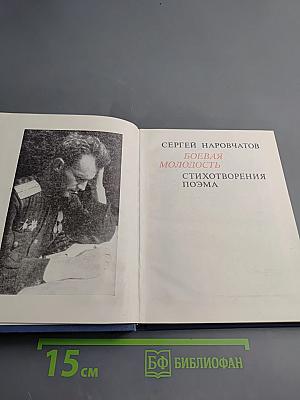 СЕРГЕЙ НАРОВЧАТОВ
БОЕВАЯ
МОЛОДОСТЬ
СТИХОТВОРЕНИЯ
ПОЭМА
15 см
БФ БИБЛИОФАН